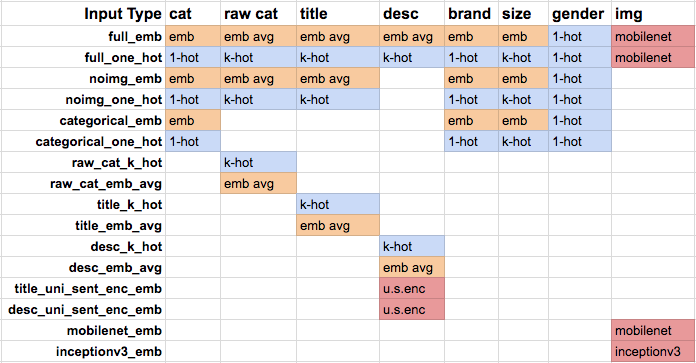 Input Type cat raw cat title desc brand size gender img
full_emb emb emb avg emb avg emb avg emb emb 1-hot mobilenet
full_one_hot 1-hot k-hot k-hot k-hot 1-hot k-hot 1-hot mobilenet
noimg_emb emb emb avg emb avg emb emb 1-hot
noimg_one_hot 1-hot k-hot k-hot 1-hot k-hot 1-hot
categorical_emb emb emb emb 1-hot
categorical_one_hot 1-hot 1-hot k-hot 1-hot
raw_cat_k_hot k-hot
raw_cat_emb_avg emb avg
title_k_hot k-hot
title_emb_avg emb avg
desc_k_hot k-hot
desc_emb_avg emb avg
title_uni_sent_enc_emb u.s.enc
desc_uni_sent_enc_emb u.s.enc
mobilenet_emb mobilenet
inceptionv3_emb inceptionv3